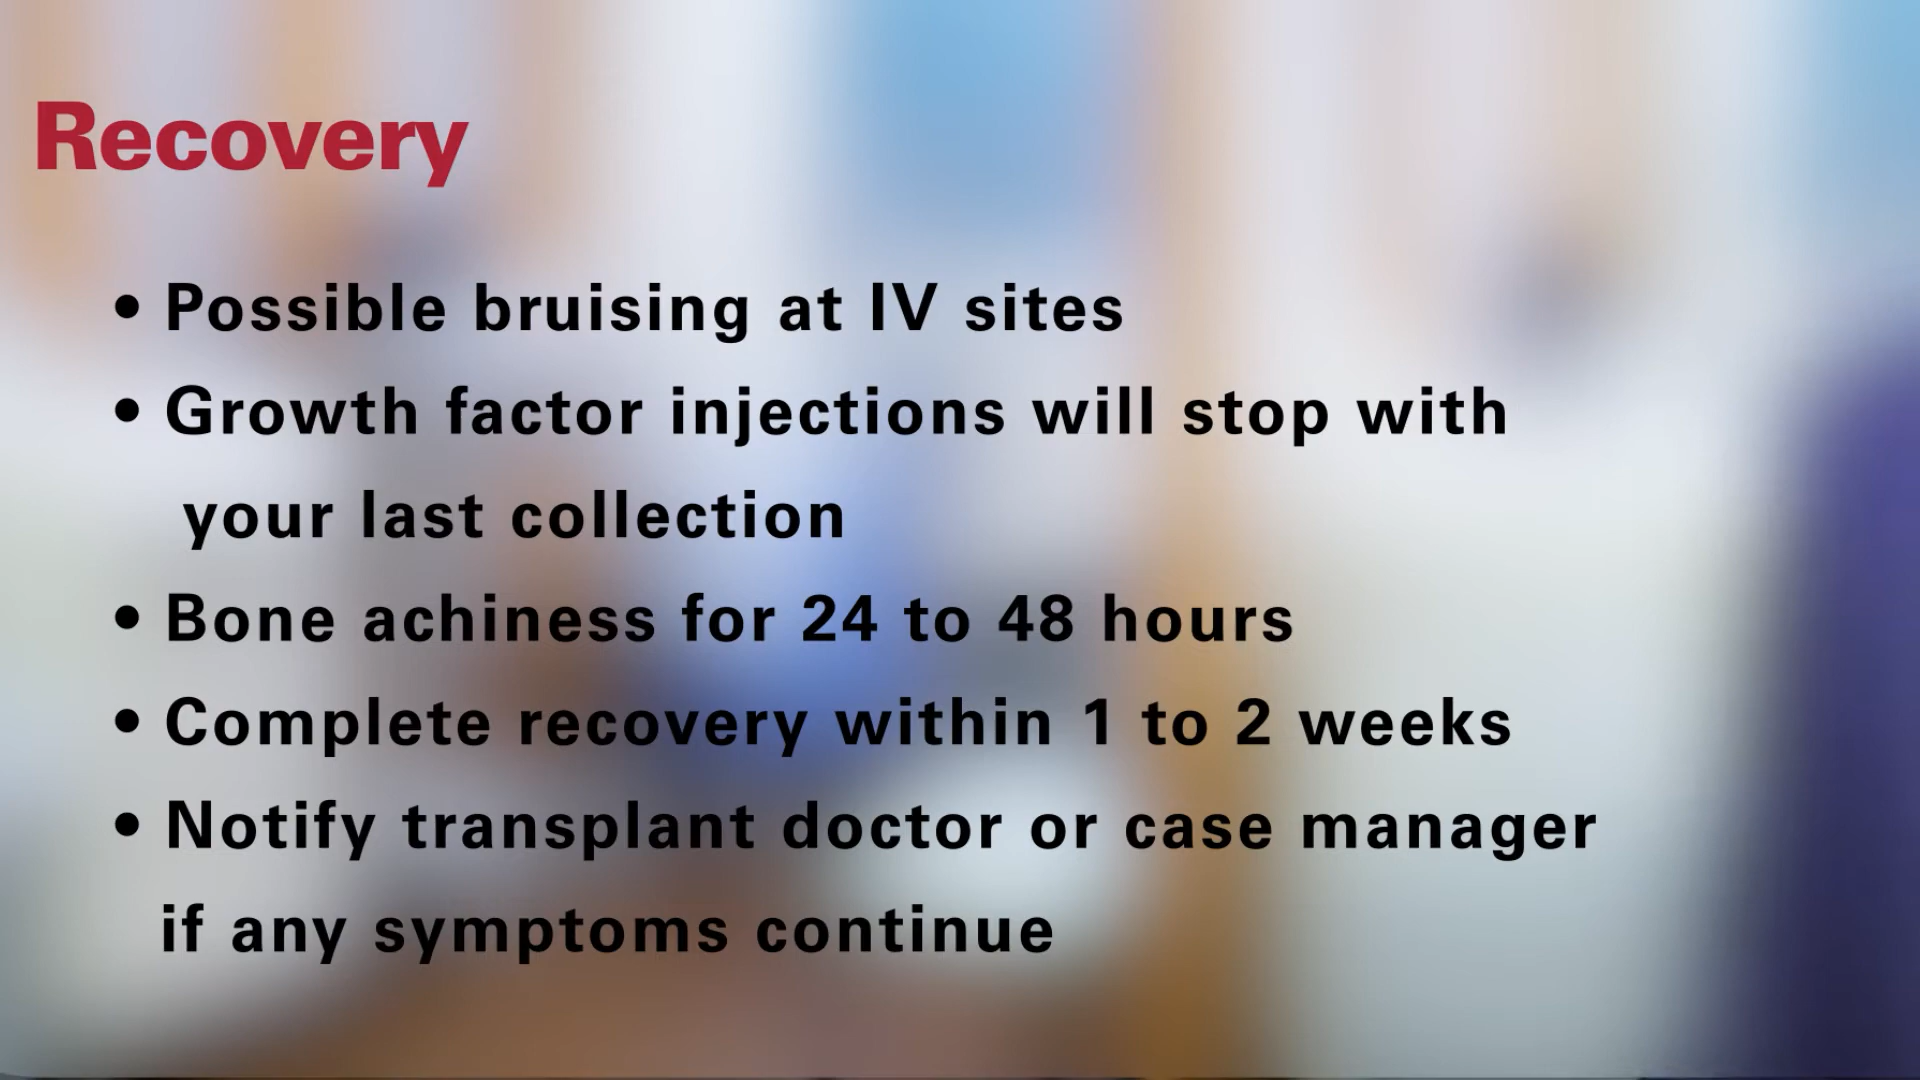 Recovery
• Possible bruising at IV sites
• Growth factor injections will stop with
your last collection
• Bone achiness for 24 to 48 hours
• Complete recovery within 1 to 2 weeks
• Notify transplant doctor or case manager
if any symptoms continue